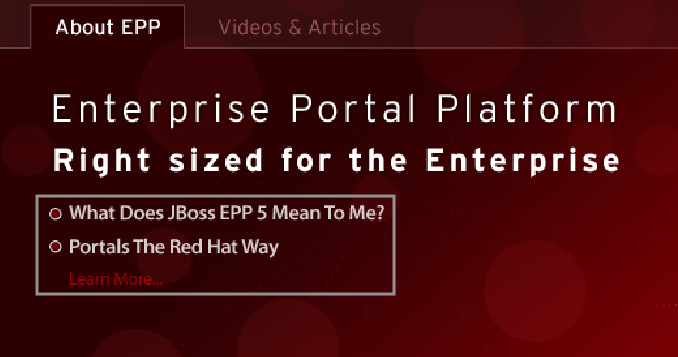 About EPP
Videos & Articles
Enterprise Portal Platform
Right sized for the Enterprise
What Does JBoss EPP 5 Mean To Me?
Portals The Red Hat Way
Learn More...